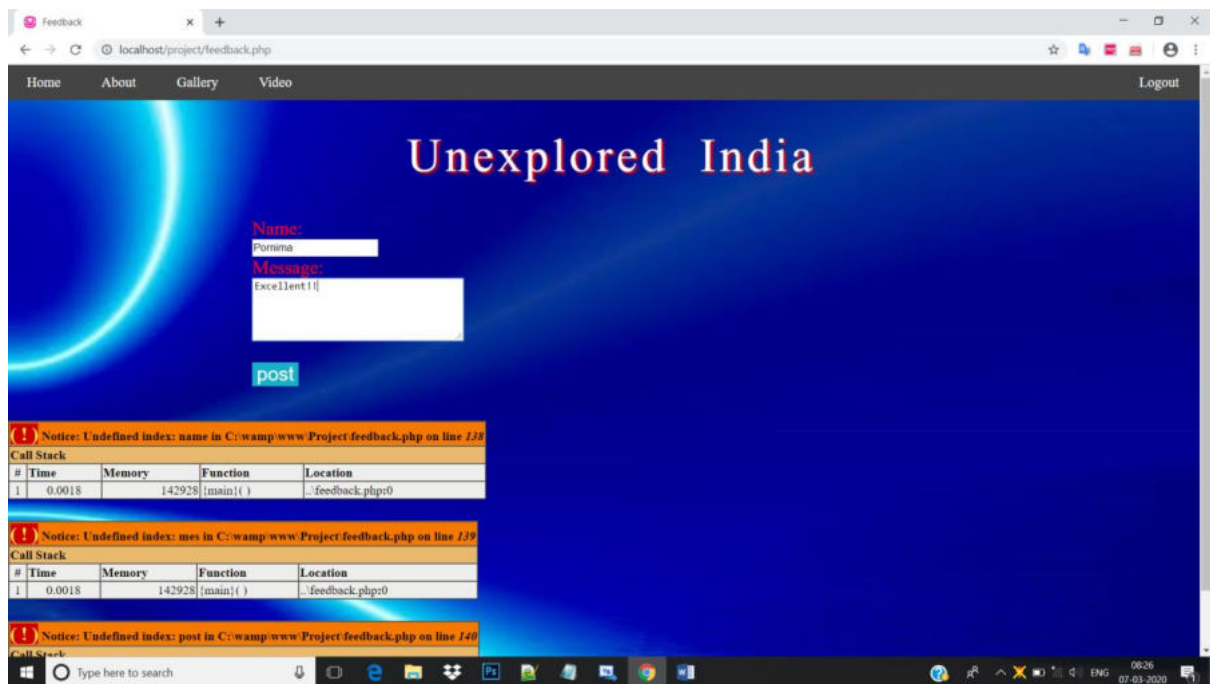 Feedback
localhost/project/feedback.php
Home About Gallery Video Logout
Unexplored India
Name:
Pornima
Message:
Excellent!!
post
( ! ) Notice: Undefined index: name in C:\wamp\www\Project\feedback.php on line 138
Call Stack
# Time Memory Function Location
1 0.0018 142928 {main}( ) ..\feedback.php:0
( ! ) Notice: Undefined index: mes in C:\wamp\www\Project\feedback.php on line 139
Call Stack
# Time Memory Function Location
1 0.0018 142928 {main}( ) ..\feedback.php:0
( ! ) Notice: Undefined index: post in C:\wamp\www\Project\feedback.php on line 140
Call Stack
Type here to search
Ps
ENG
08:26
07-03-2020